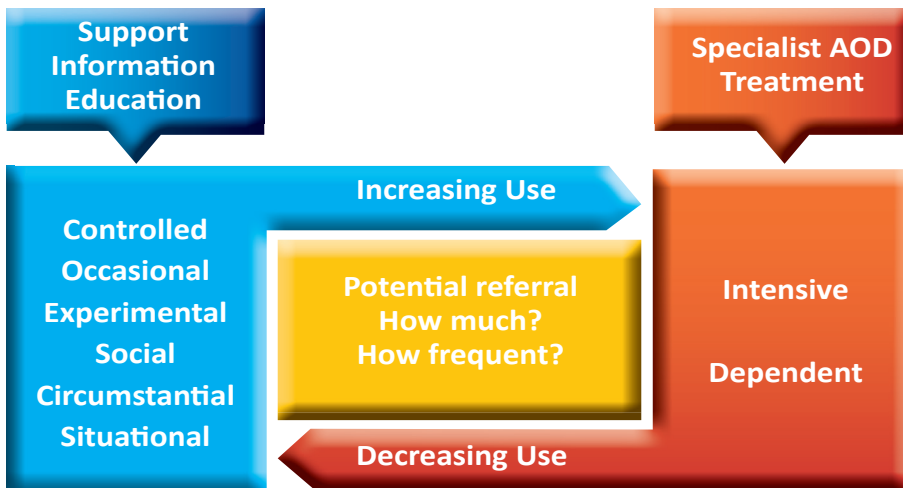 Support
Information
Education
Specialist AOD
Treatment
Increasing Use
Controlled
Occasional
Experimental
Social
Circumstantial
Situational
Potential referral
How much?
How frequent?
Intensive
Dependent
Decreasing Use